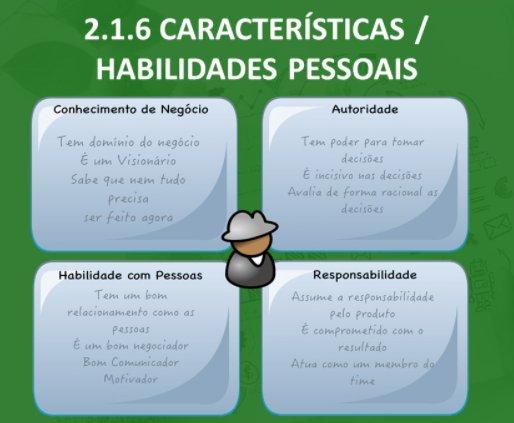 2.1.6 CARACTERÍSTICAS /
HABILIDADES PESSOAIS
Conhecimento de Negócio
Tem domínio do negócio
É um Visionário
Sabe que nem tudo
precisa
ser feito agora
Autoridade
Tem poder para tomar
decisões
É incisivo nas decisões
Avalia de forma racional as
decisões
Habilidade com Pessoas
Tem um bom
relacionamento como as
pessoas
É um bom negociador
Bom Comunicador
Motivador
Responsabilidade
Assume a responsabilidade
pelo produto
É comprometido com o
resultado
Atua como um membro do
time